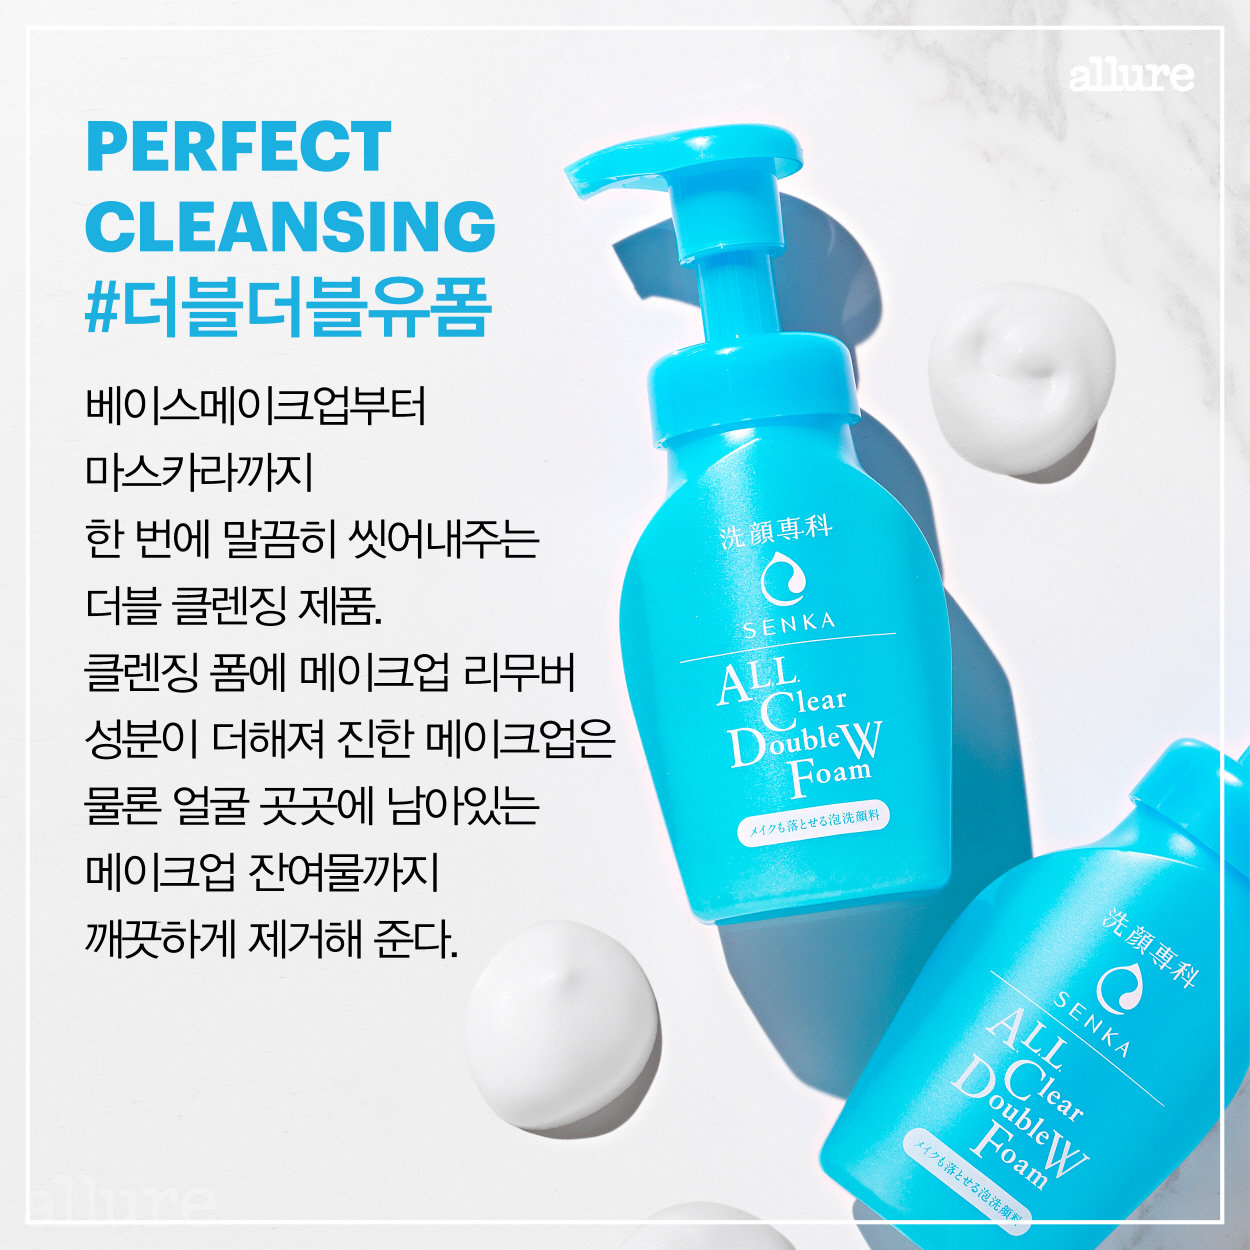 allure
PERFECT
CLEANSING
#더블더블유폼
베이스메이크업부터
마스카라까지
한 번에 말끔히 씻어내주는
더블 클렌징 제품.
클렌징 폼에 메이크업 리무버
성분이 더해져 진한 메이크업은
물론 얼굴 곳곳에 남아있는
메이크업 잔여물까지
깨끗하게 제거해 준다.
洗顔専科
SENKA
ALL
Clear
DoubleW
Foam
メイクも落とせる泡洗顔料
洗顔専科
SENKA
ALL
Clear
DoubleW
Foam
メイクも落とせる泡洗顔料
allure